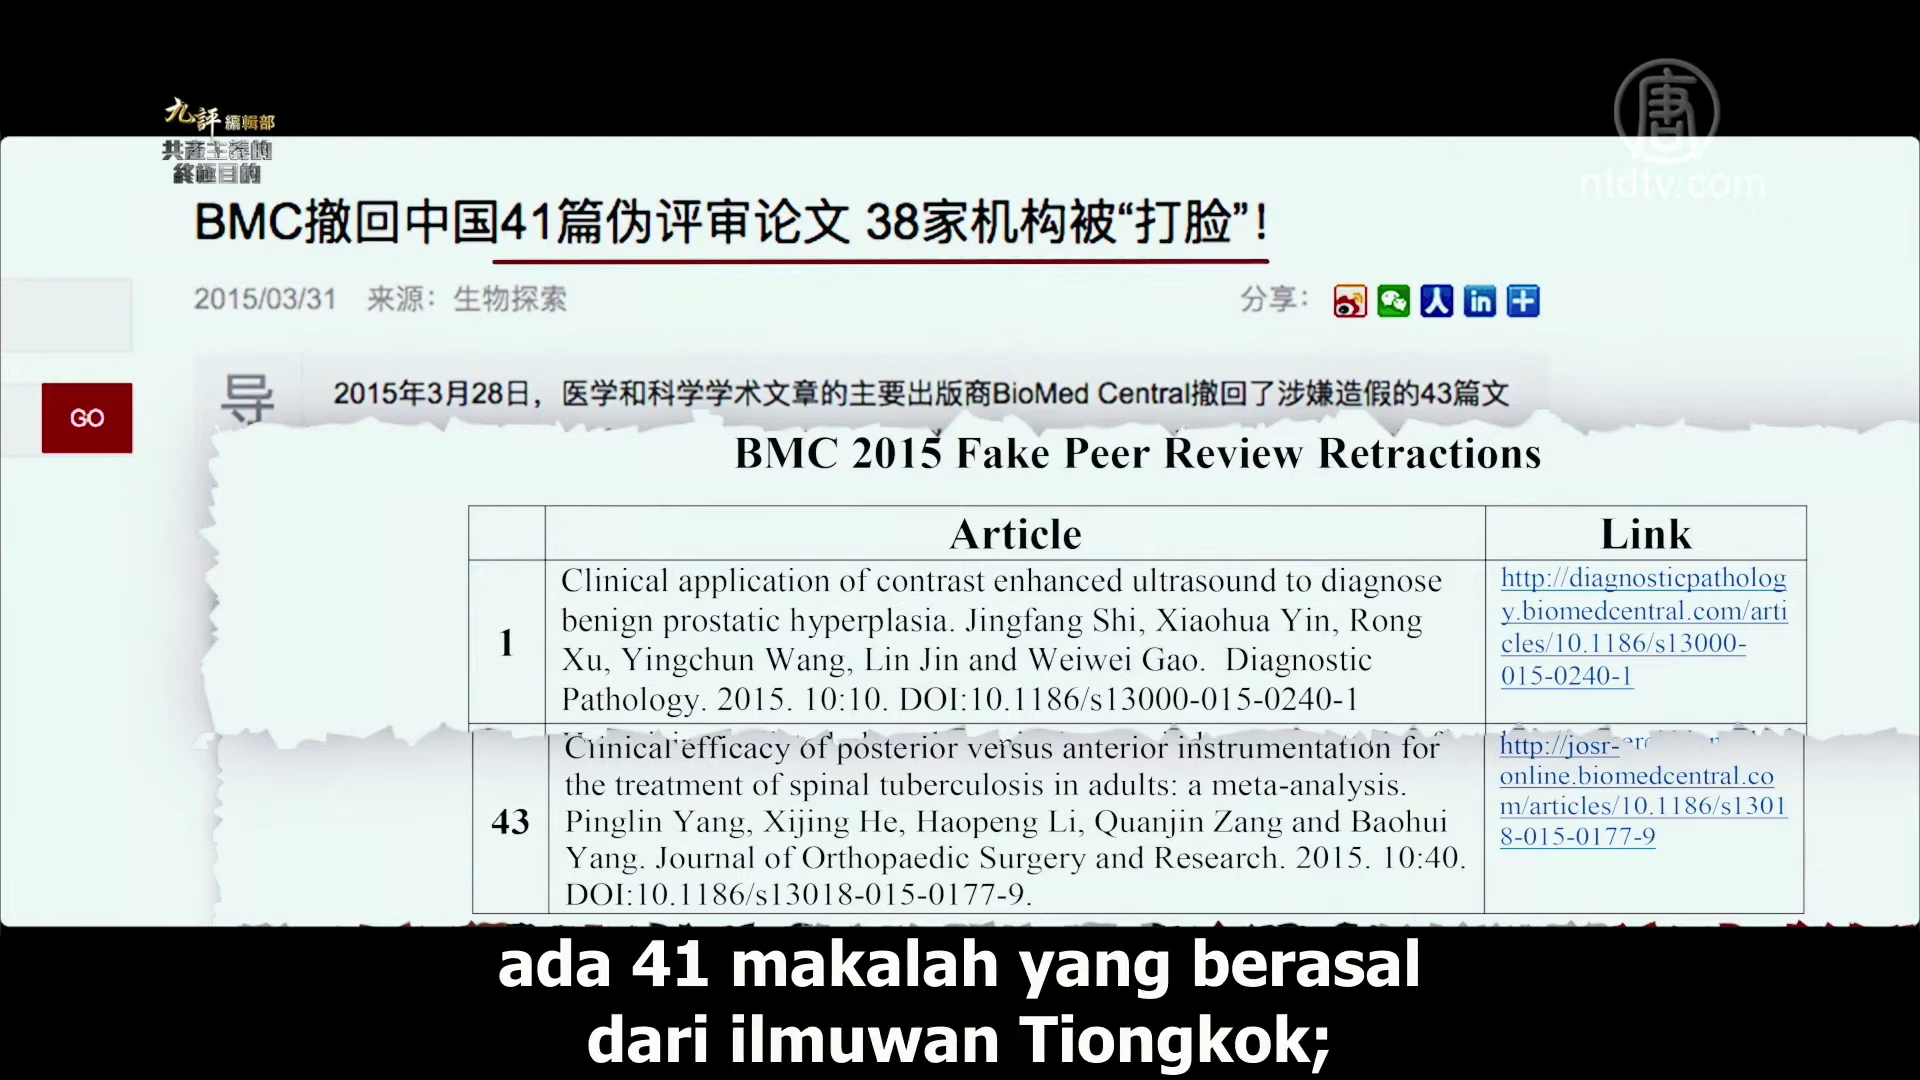 九評編輯部
共產主義的
終極目的
唐
ntdtv.com
BMC撤回中国41篇伪评审论文 38家机构被“打脸”!
2015/03/31 来源: 生物探索
分享:
GO
导
2015年3月28日，医学和科学学术文章的主要出版商BioMed Central撤回了涉嫌造假的43篇文
BMC 2015 Fake Peer Review Retractions
Article
Link
1
Clinical application of contrast enhanced ultrasound to diagnose
benign prostatic hyperplasia. Jingfang Shi, Xiaohua Yin, Rong
Xu, Yingchun Wang, Lin Jin and Weiwei Gao. Diagnostic
Pathology. 2015. 10:10. DOI:10.1186/s13000-015-0240-1
http://diagnosticpatholog
y.biomedcentral.com/arti
cles/10.1186/s13000-
015-0240-1
43
Clinical efficacy of posterior versus anterior instrumentation for
the treatment of spinal tuberculosis in adults: a meta-analysis.
Pinglin Yang, Xijing He, Haopeng Li, Quanjin Zang and Baohui
Yang. Journal of Orthopaedic Surgery and Research. 2015. 10:40.
DOI:10.1186/s13018-015-0177-9.
http://josr-
online.biomedcentral.co
m/articles/10.1186/s1301
8-015-0177-9
ada 41 makalah yang berasal
dari ilmuwan Tiongkok;